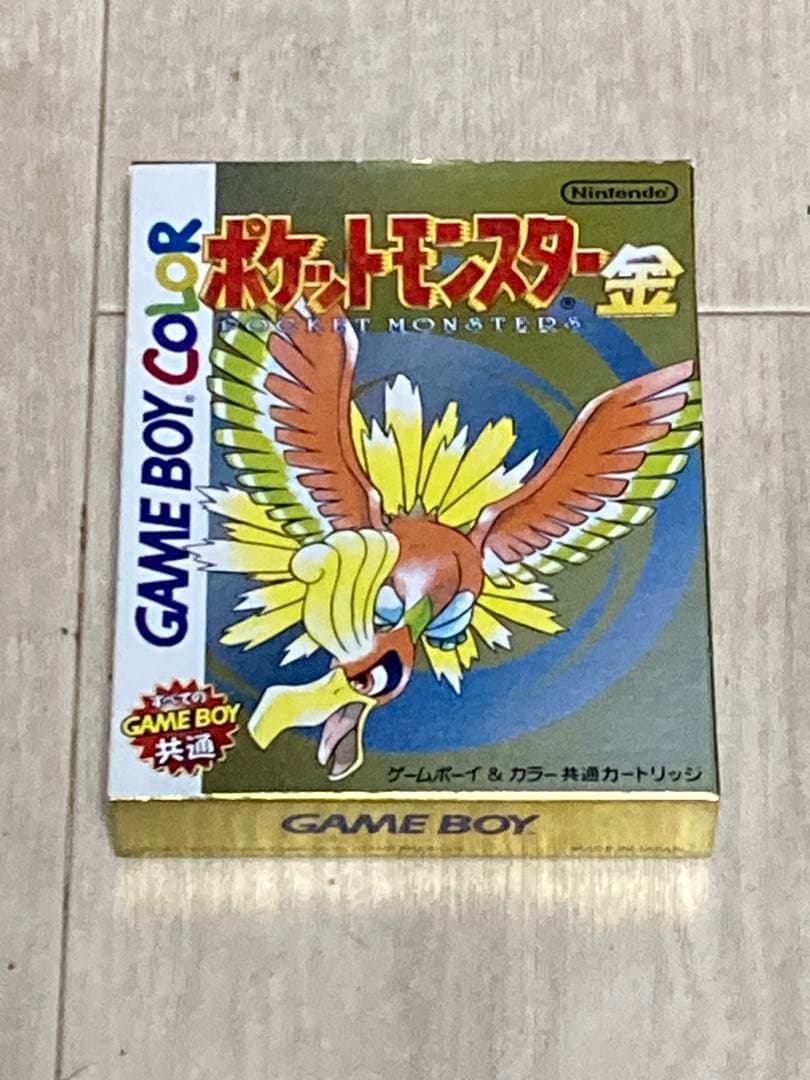 Nintendo
ポケットモンスター金
POCKET MONSTERS
GAME BOY COLOR
すべての
GAME BOY
共通
ゲームボーイ & カラー 共通カートリッジ
GAME BOY
MADE IN JAPAN